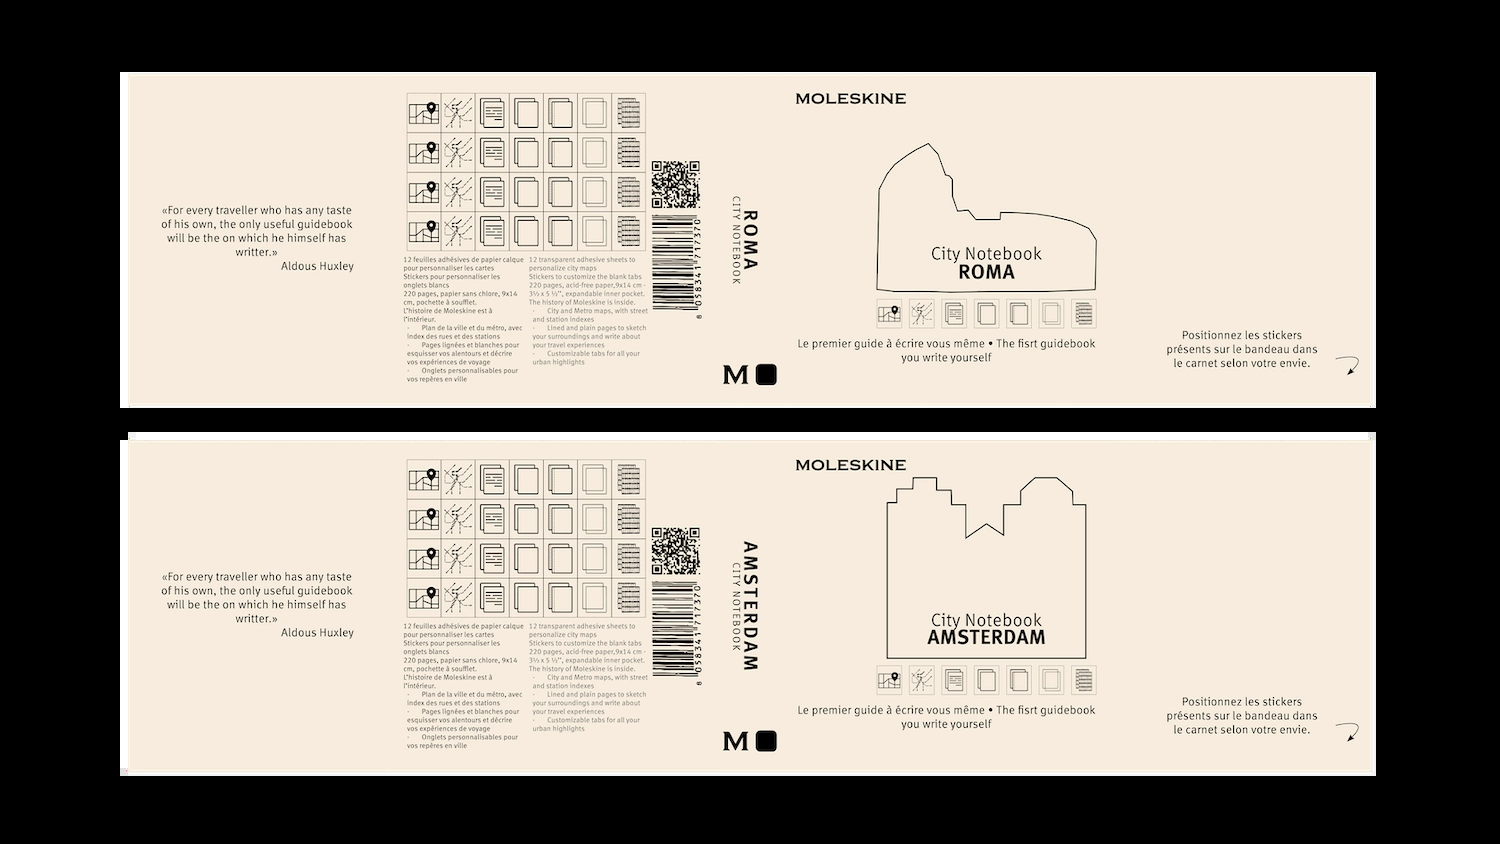 «For every traveller who has any taste
of his own, the only useful guidebook
will be the on which he himself has
writter.»
Aldous Huxley
12 feuilles adhésives de papier calque
pour personnaliser les cartes
Stickers pour personnaliser les
onglets blancs
220 pages, papier sans chlore, 9x14
cm, pochette à soufflet.
L'histoire de Moleskine est à
l'intérieur.
- Plan de la ville et du métro, avec
index des rues et des stations
- Pages lignées et blanches pour
esquisser vos alentours et décrire
vos expériences de voyage
- Onglets personnalisables pour
vos repères en ville
12 transparent adhesive sheets to
personalize city maps
Stickers to customize the blank tabs
220 pages, acid-free paper,9x14 cm -
3½ x 5 ½", expandable inner pocket.
The history of Moleskine is inside.
- City and Metro maps, with street
and station indexes
- Lined and plain pages to sketch
your surroundings and write about
your travel experiences
- Customizable tabs for all your
urban highlights
8 058341 717370
ROMA
CITY NOTEBOOK
M
MOLESKINE
City Notebook
ROMA
Le premier guide à écrire vous même • The fisrt guidebook
you write yourself
Positionnez les stickers
présents sur le bandeau dans
le carnet selon votre envie.
«For every traveller who has any taste
of his own, the only useful guidebook
will be the on which he himself has
writter.»
Aldous Huxley
12 feuilles adhésives de papier calque
pour personnaliser les cartes
Stickers pour personnaliser les
onglets blancs
220 pages, papier sans chlore, 9x14
cm, pochette à soufflet.
L'histoire de Moleskine est à
l'intérieur.
- Plan de la ville et du métro, avec
index des rues et des stations
- Pages lignées et blanches pour
esquisser vos alentours et décrire
vos expériences de voyage
- Onglets personnalisables pour
vos repères en ville
12 transparent adhesive sheets to
personalize city maps
Stickers to customize the blank tabs
220 pages, acid-free paper,9x14 cm -
3½ x 5 ½", expandable inner pocket.
The history of Moleskine is inside.
- City and Metro maps, with street
and station indexes
- Lined and plain pages to sketch
your surroundings and write about
your travel experiences
- Customizable tabs for all your
urban highlights
8 058341 717370
AMSTERDAM
CITY NOTEBOOK
M
MOLESKINE
City Notebook
AMSTERDAM
Le premier guide à écrire vous même • The fisrt guidebook
you write yourself
Positionnez les stickers
présents sur le bandeau dans
le carnet selon votre envie.